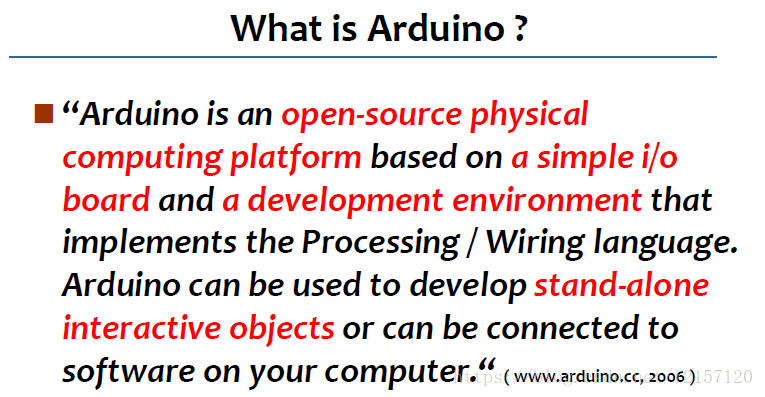 What is Arduino ?
“Arduino is an open-source physical
computing platform based on a simple i/o
board and a development environment that
implements the Processing / Wiring language.
Arduino can be used to develop stand-alone
interactive objects or can be connected to
software on your computer.“ ( www.arduino.cc, 2006 )